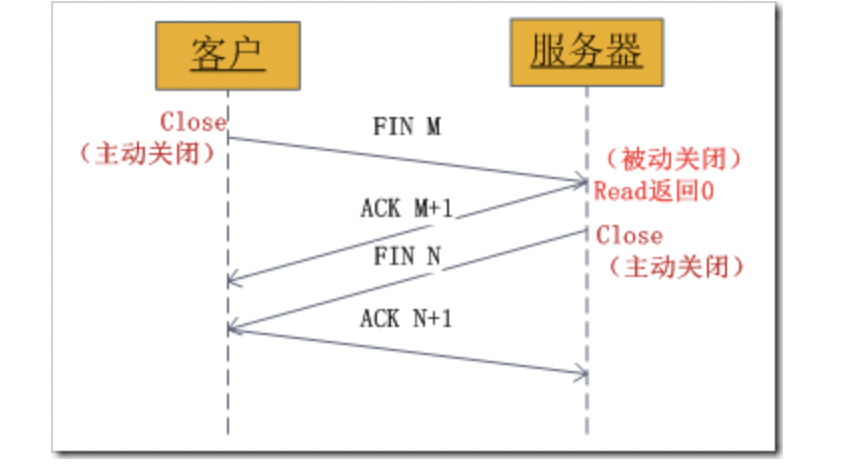 客户
服务器
Close
（主动关闭）
FIN M
（被动关闭）
Read返回0
ACK M+1
Close
（主动关闭）
FIN N
ACK N+1